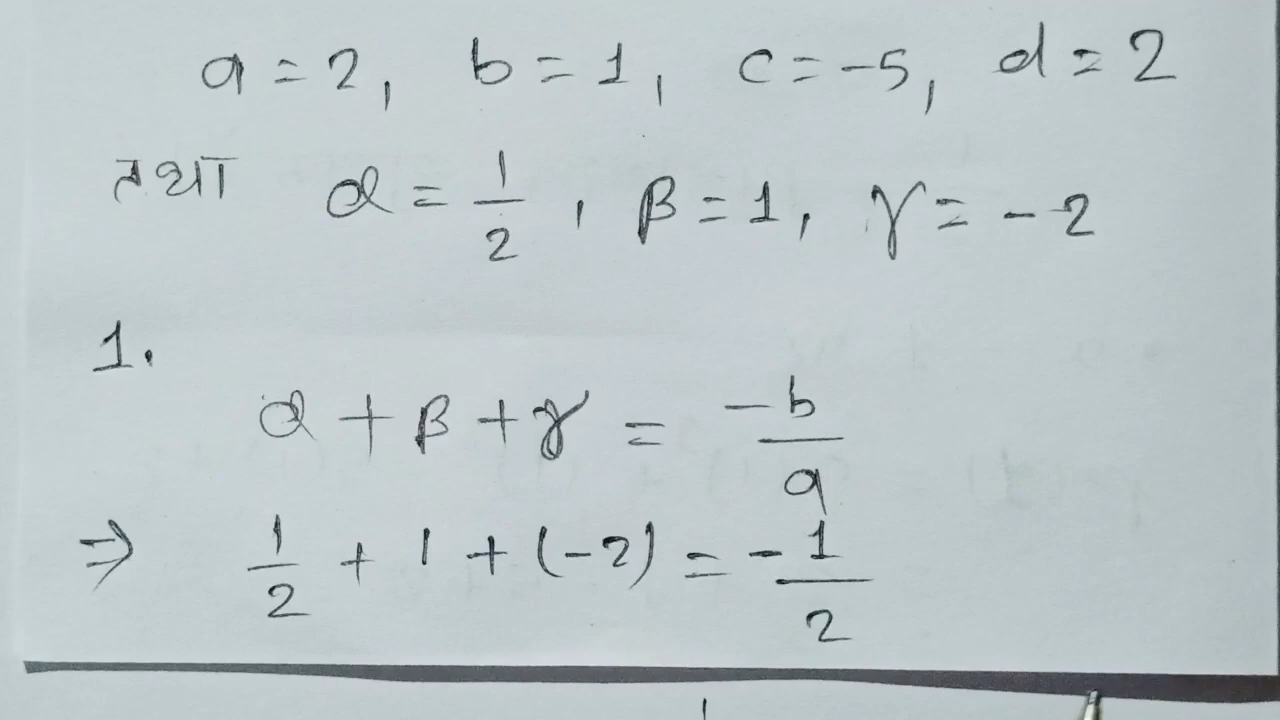 a = 2, b = 1, c = -5, d = 2
तथा α = 1/2, β = 1, γ = -2
1.
α + β + γ = -b/a
⇒ 1/2 + 1 + (-2) = -1/2